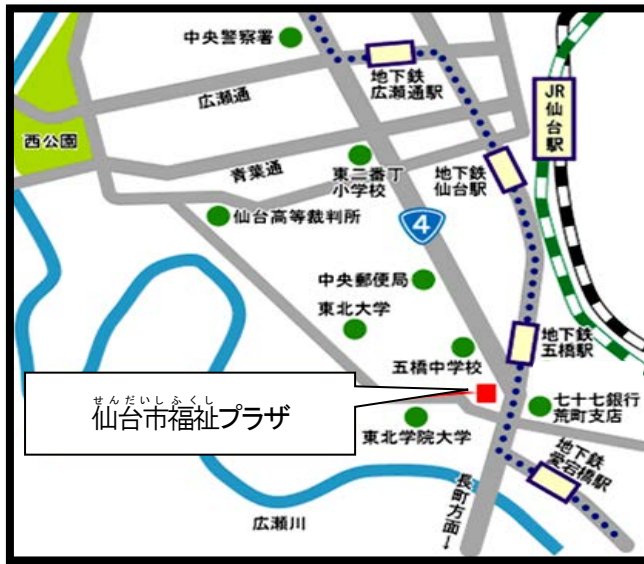 中央警察署
地下鉄
広瀬通駅
JR
仙
台
駅
広瀬通
西公園
青葉通
東二番丁
小学校
地下鉄
仙台駅
仙台高等裁判所
4
中央郵便局
東北大学
地下鉄
五橋駅
五橋中学校
せんだいしふくし
仙台市福祉プラザ
七十七銀行
荒町支店
東北学院大学
地下鉄
愛宕橋駅
長町方面→
広瀬川